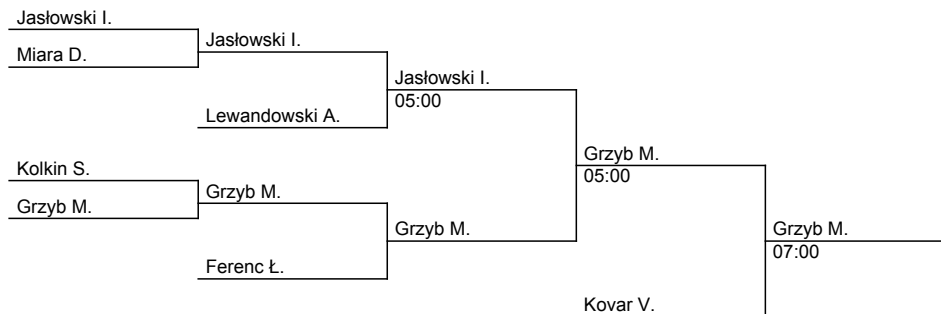 Jasłowski I.
Miara D.
Jasłowski I.
Jasłowski I.
05:00
Lewandowski A.
Grzyb M.
05:00
Kolkin S.
Grzyb M.
Grzyb M.
Grzyb M.
Grzyb M.
07:00
Ferenc Ł.
Kovar V.